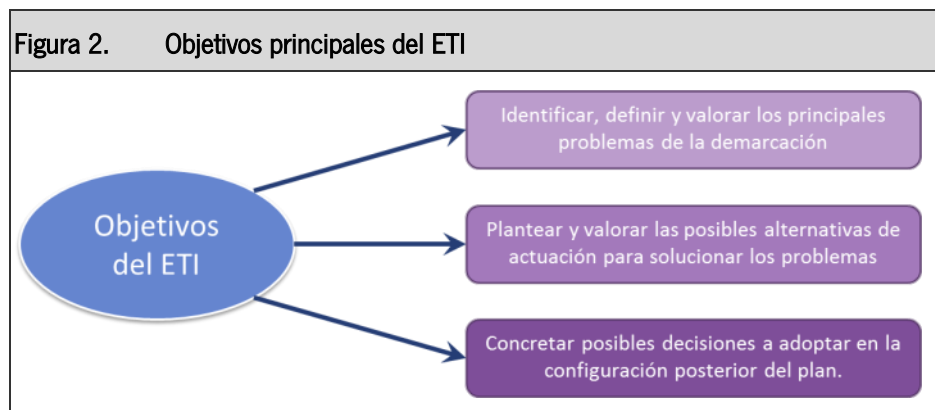 Figura 2. Objetivos principales del ETI
Identificar, definir y valorar los principales
problemas de la demarcación
Objetivos
del ETI
Plantear y valorar las posibles alternativas de
actuación para solucionar los problemas
Concretar posibles decisiones a adoptar en la
configuración posterior del plan.